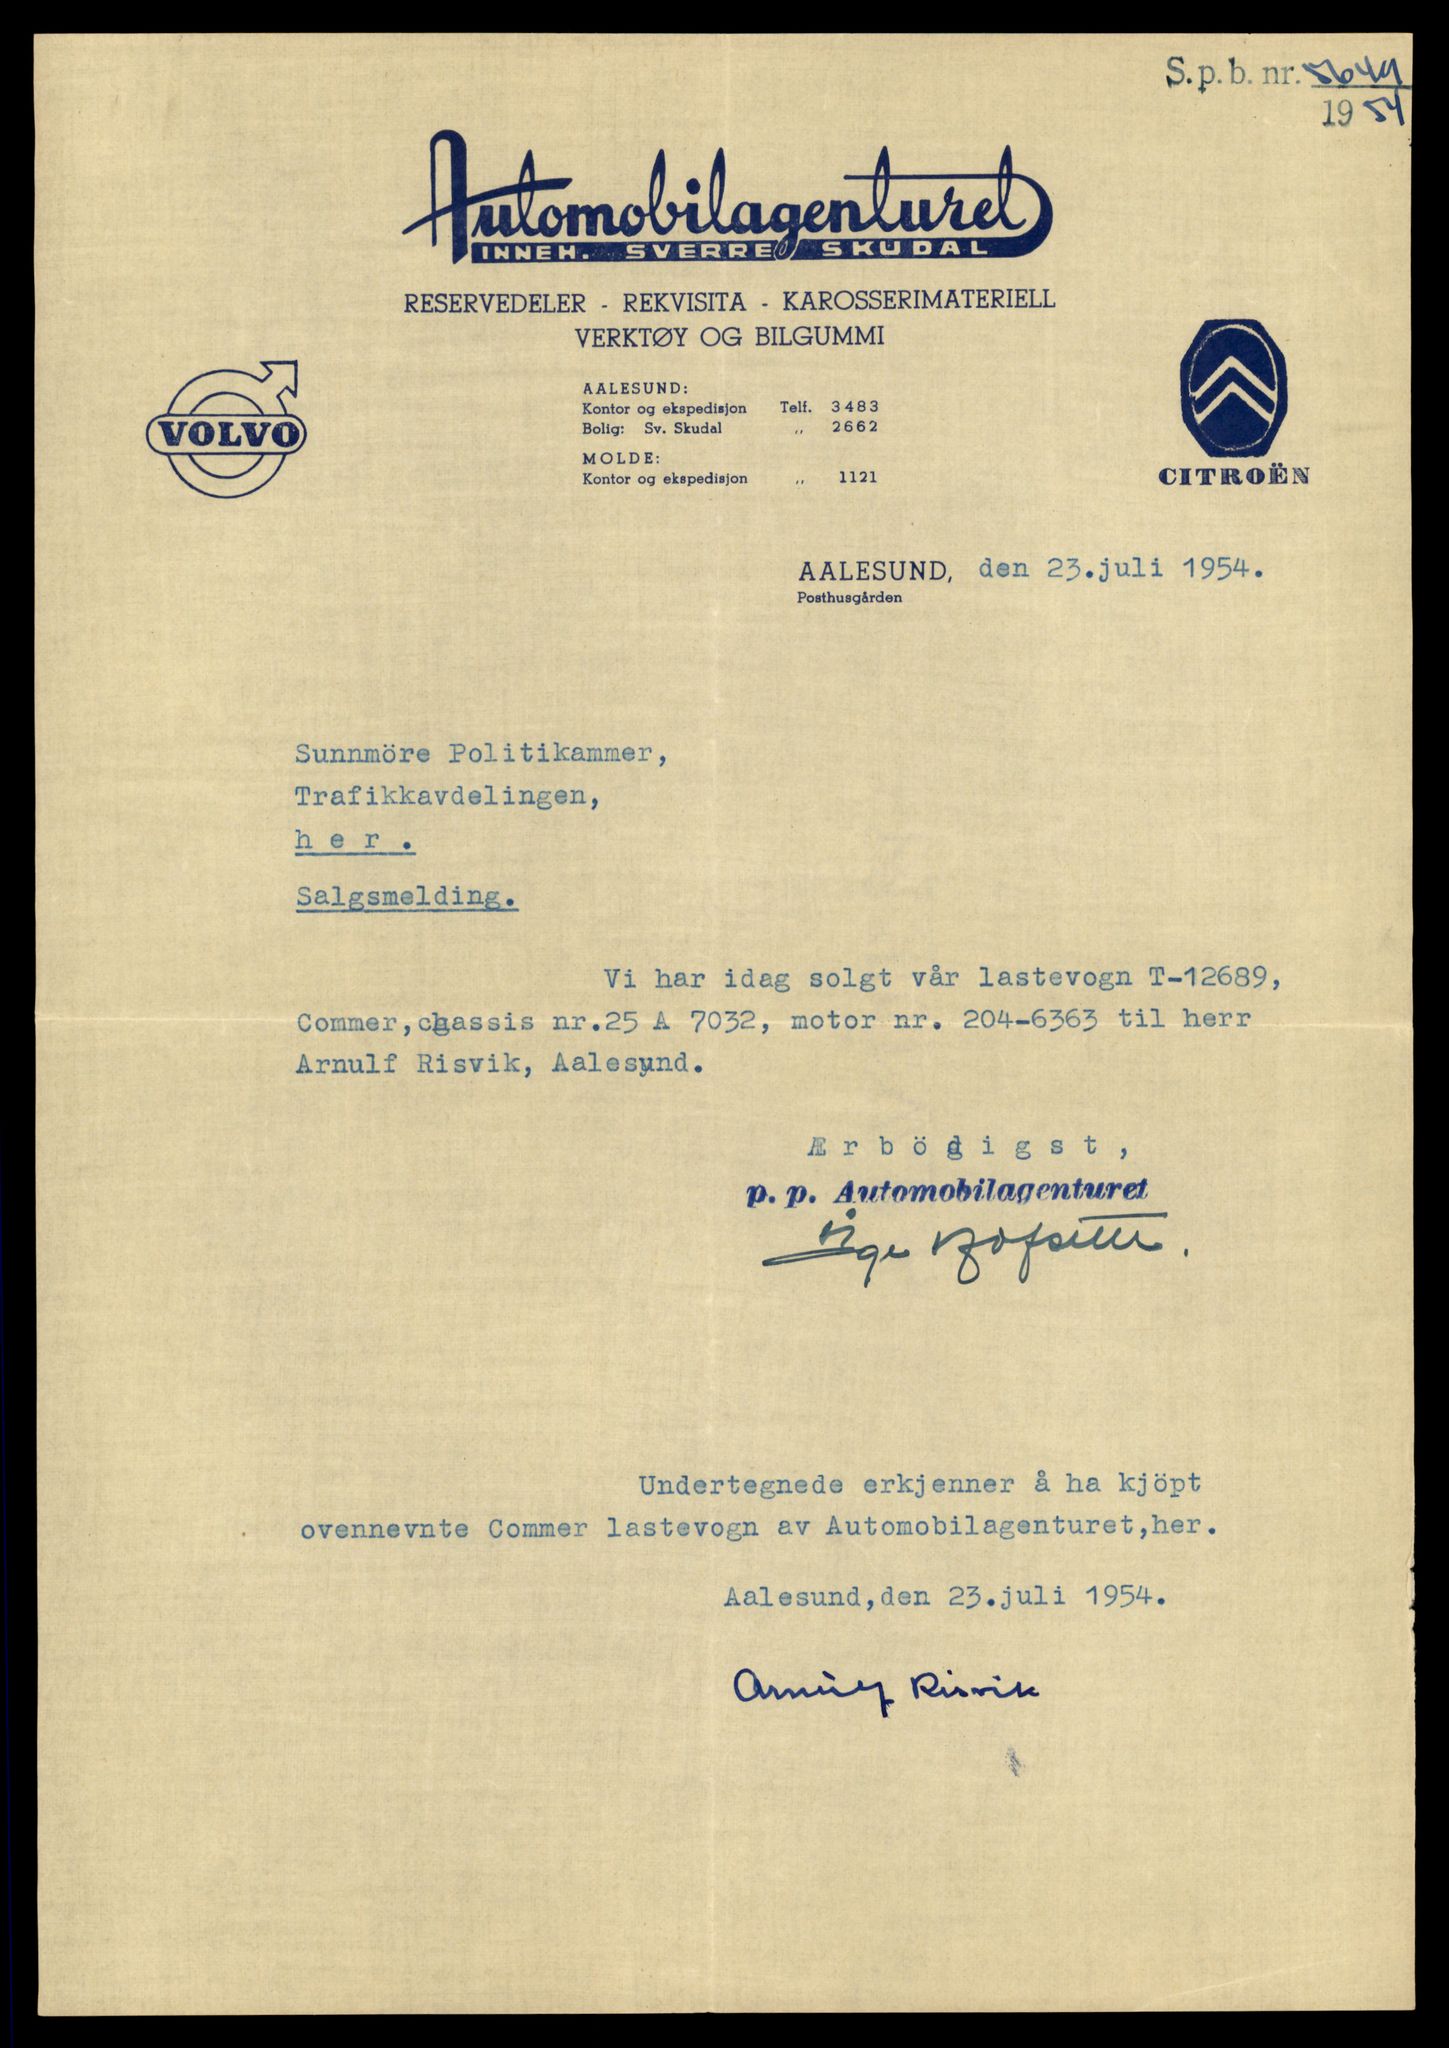 S.p.b. nr. 5649
1954
Automobilagenturet
INNEH. SVERRE SKUDAL
RESERVEDELER - REKVISITA - KAROSSERIMATERIELL
VERKTØY OG BILGUMMI
VOLVO
CITROËN
AALESUND:
Kontor og ekspedisjon Telf. 3483
Bolig: Sv. Skudal „ 2662
MOLDE:
Kontor og ekspedisjon „ 1121
AALESUND, den 23.juli 1954.
Posthusgården
Sunnmöre Politikammer,
Trafikkavdelingen,
h e r .
Salgsmelding.
Vi har idag solgt vår lastevogn T-12689,
Commer,chassis nr.25 A 7032, motor nr. 204-6363 til herr
Arnulf Risvik, Aalesund.
Æ r b ö d i g s t ,
p. p. Automobilagenturet
Åge
Undertegnede erkjenner å ha kjöpt
ovennevnte Commer lastevogn av Automobilagenturet,her.
Aalesund,den 23.juli 1954.
Arnulf Risvik